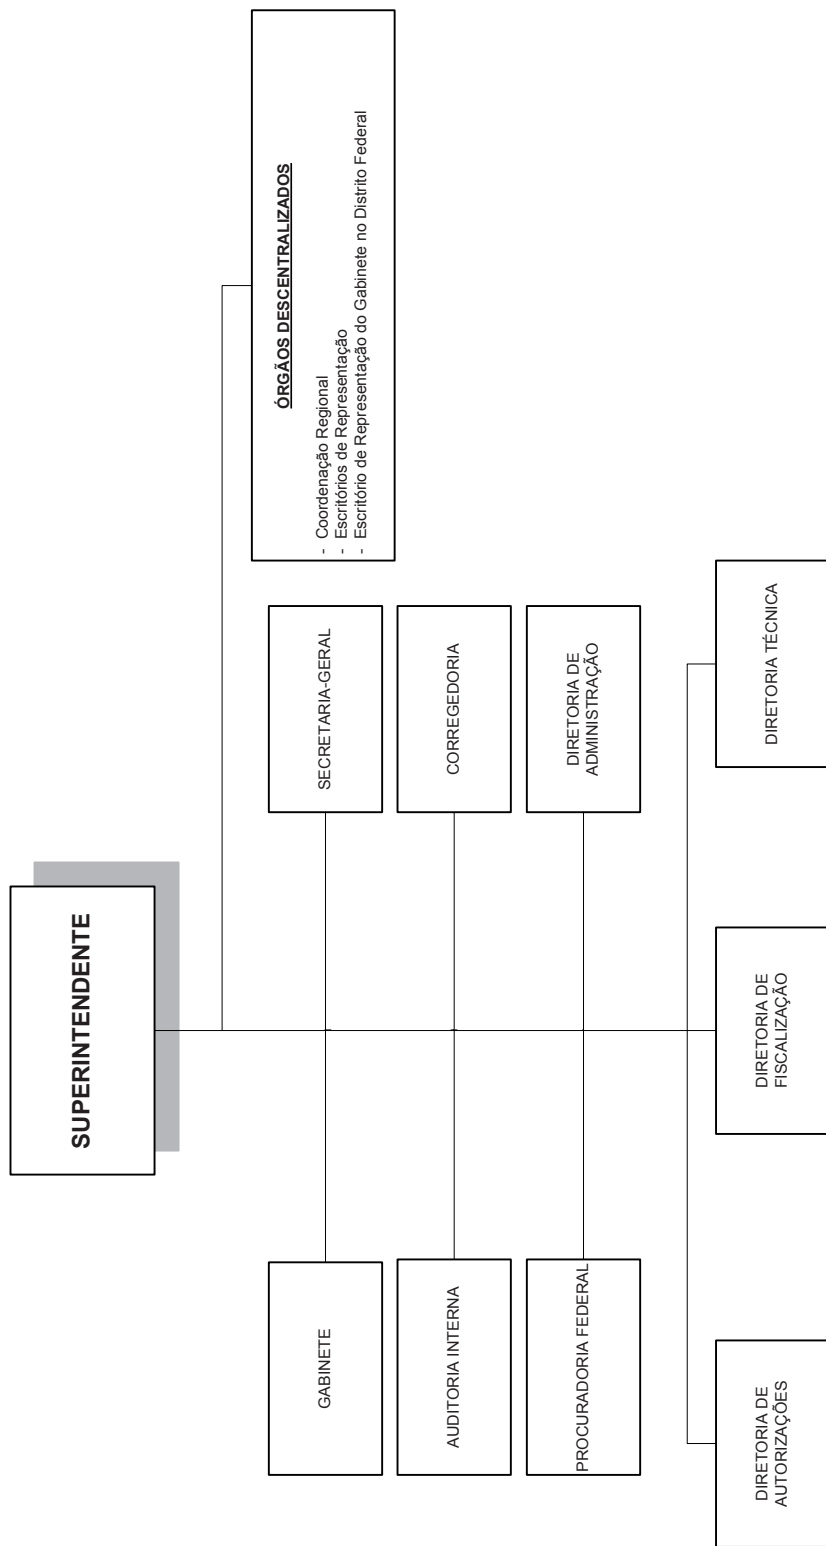 SUPERINTENDENTE
ÓRGÃOS DESCENTRALIZADOS
- Coordenação Regional
- Escritórios de Representação
- Escritório de Representação do Gabinete no Distrito Federal
GABINETE
SECRETARIA-GERAL
AUDITORIA INTERNA
CORREGEDORIA
PROCURADORIA FEDERAL
DIRETORIA DE
ADMINISTRAÇÃO
DIRETORIA DE
AUTORIZAÇÕES
DIRETORIA DE
FISCALIZAÇÃO
DIRETORIA TÉCNICA